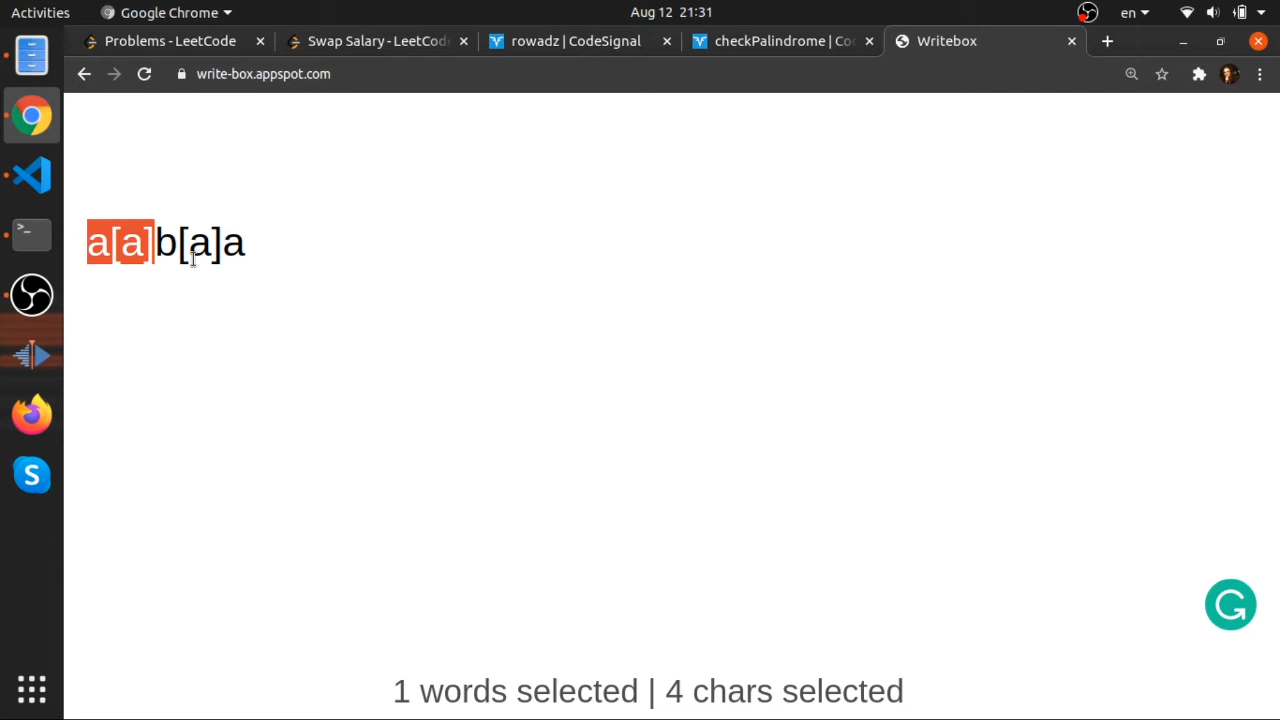 Activities
Google Chrome
Aug 12 21:31
en
Problems - LeetCode
Swap Salary - LeetCode
rowadz | CodeSignal
checkPalindrome | Co
Writebox
write-box.appspot.com
a[a]b[a]a
1 words selected | 4 chars selected